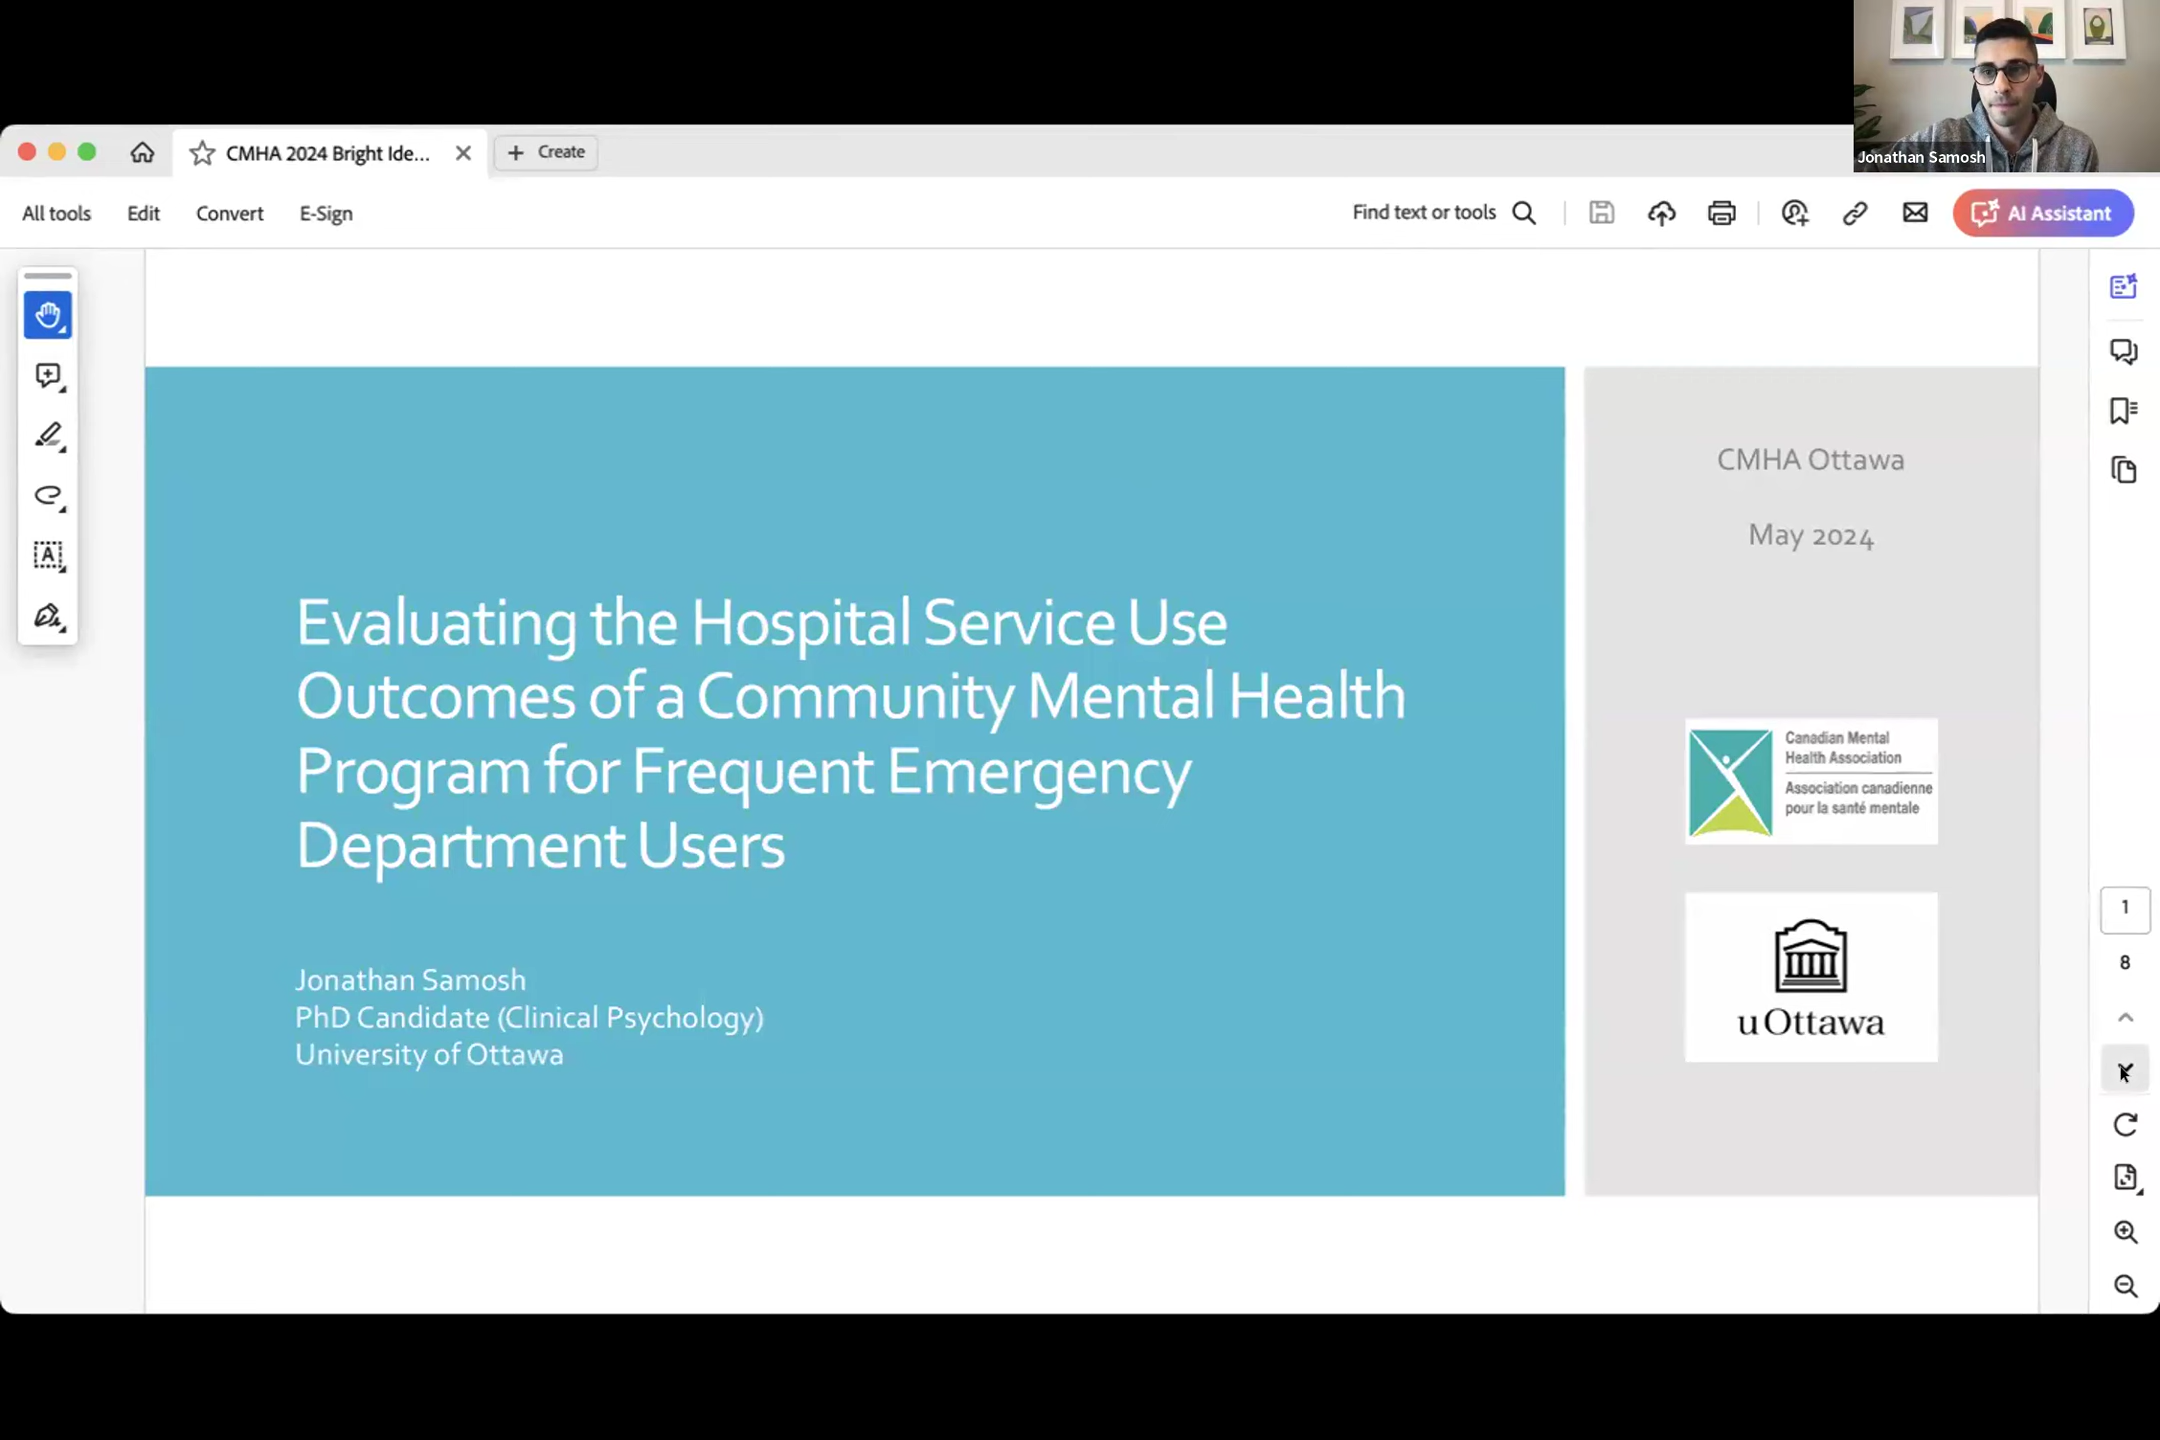 Jonathan Samosh
CMHA 2024 Bright Ide...
Create
All tools
Edit
Convert
E-Sign
Find text or tools
AI Assistant
Evaluating the Hospital Service Use
Outcomes of a Community Mental Health
Program for Frequent Emergency
Department Users
Jonathan Samosh
PhD Candidate (Clinical Psychology)
University of Ottawa
CMHA Ottawa
May 2024
Canadian Mental
Health Association
Association canadienne
pour la santé mentale
uOttawa
1
8